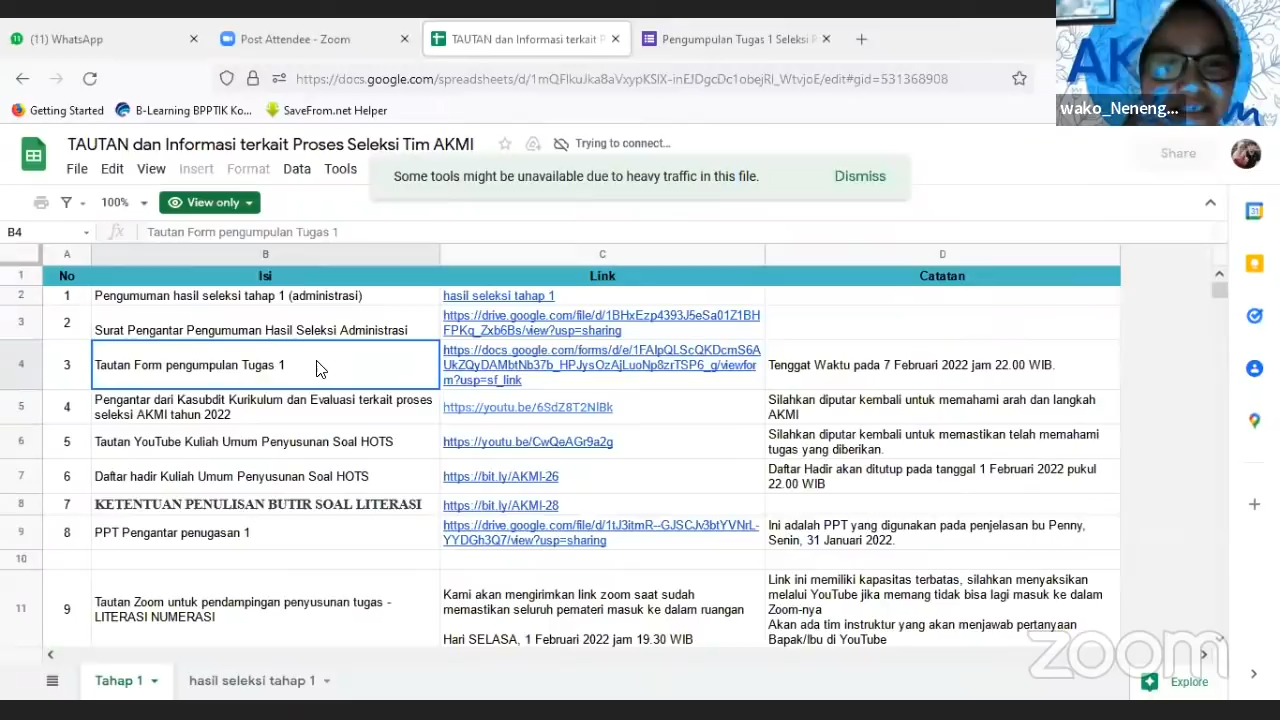 (11) WhatsApp
Post Attendee - Zoom
TAUTAN dan Informasi terkait P
Pengumpulan Tugas 1 Seleksi P
https://docs.google.com/spreadsheets/d/1mQFlkuJka8aVxypKSlX-inEJDgcDc1obejRI_WtvjoE/edit#gid=531368908
Getting Started
B-Learning BPPTIK Ko...
SaveFrom.net Helper
wako_Neneng...
TAUTAN dan Informasi terkait Proses Seleksi Tim AKMI
Trying to connect...
Share
File Edit View Insert Format Data Tools
Some tools might be unavailable due to heavy traffic in this file.
Dismiss
100%
View only
B4
fx
Tautan Form pengumpulan Tugas 1
A B C D
1 No Isi Link Catatan
2 1 Pengumuman hasil seleksi tahap 1 (administrasi) hasil seleksi tahap 1
3 2 Surat Pengantar Pengumuman Hasil Seleksi Administrasi
https://drive.google.com/file/d/1BHxEzp4393J5eSa01Z1BH
FPKq_Zxb6Bs/view?usp=sharing
4 3 Tautan Form pengumpulan Tugas 1
https://docs.google.com/forms/d/e/1FAIpQLScQKDcmS6A
UkZQyDAMbtNb37b_HPJysOzAjLuoNp8zrTSP6_g/viewfor
m?usp=sf_link
Tenggat Waktu pada 7 Februari 2022 jam 22.00 WIB.
5 4 Pengantar dari Kasubdit Kurikulum dan Evaluasi terkait proses
seleksi AKMI tahun 2022
https://youtu.be/6SdZ8T2NlBk
Silahkan diputar kembali untuk memahami arah dan langkah
AKMI
6 5 Tautan YouTube Kuliah Umum Penyusunan Soal HOTS
https://youtu.be/CwQeAGr9a2g
Silahkan diputar kembali untuk memastikan telah memahami
tugas yang diberikan.
7 6 Daftar hadir Kuliah Umum Penyusunan Soal HOTS
https://bit.ly/AKMI-26
Daftar Hadir akan ditutup pada tanggal 1 Februari 2022 pukul
22.00 WIB
8 7 KETENTUAN PENULISAN BUTIR SOAL LITERASI
https://bit.ly/AKMI-28
9 8 PPT Pengantar penugasan 1
https://drive.google.com/file/d/1tJ3itmR--GJSCJv3btYVNrL-
YYDGh3Q7/view?usp=sharing
Ini adalah PPT yang digunakan pada penjelasan bu Penny,
Senin, 31 Januari 2022.
10
11 9 Tautan Zoom untuk pendampingan penyusunan tugas -
LITERASI NUMERASI
Kami akan mengirimkan link zoom saat sudah
memastikan seluruh pemateri masuk ke dalam ruangan
Hari SELASA, 1 Februari 2022 jam 19.30 WIB
Link ini memiliki kapasitas terbatas, silahkan menyaksikan
melalui YouTube jika memang tidak bisa lagi masuk ke dalam
Zoom-nya
Akan ada tim instruktur yang akan menjawab pertanyaan
Bapak/Ibu di YouTube
zoom
Tahap 1
hasil seleksi tahap 1
Explore